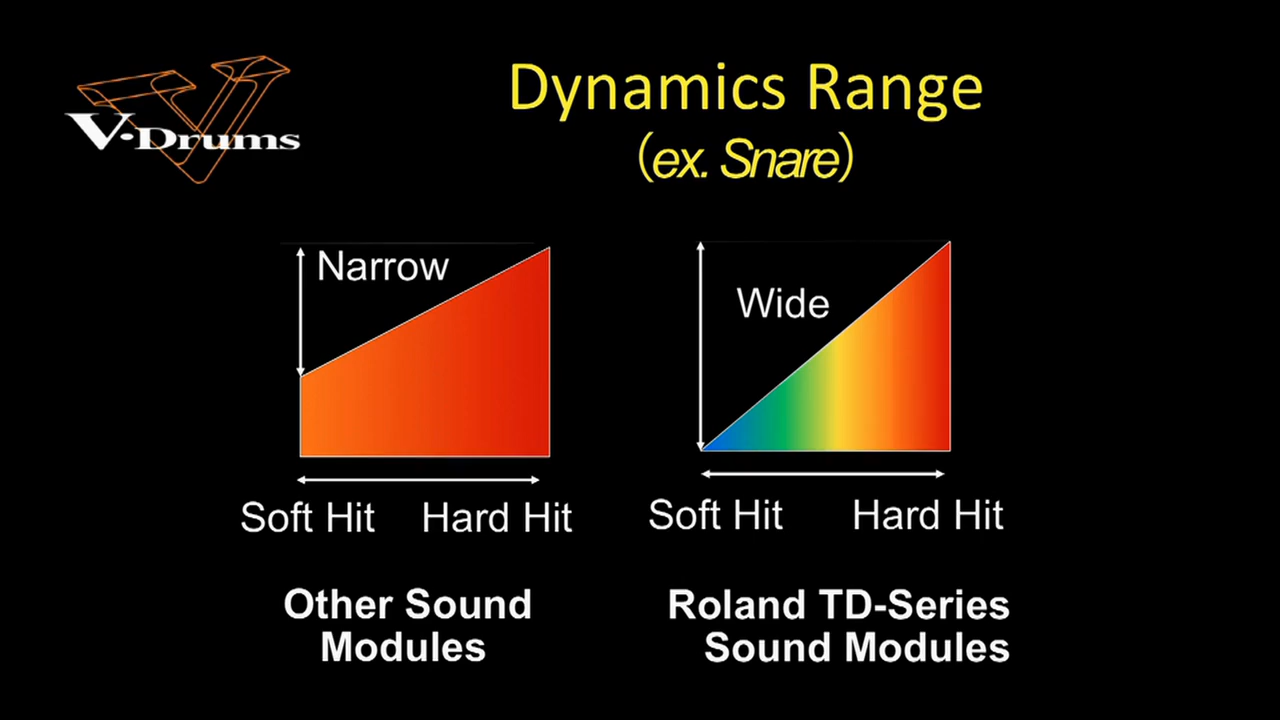 V-Drums
Dynamics Range
(ex. Snare)
Narrow
Soft Hit Hard Hit
Other Sound
Modules
Wide
Soft Hit Hard Hit
Roland TD-Series
Sound Modules